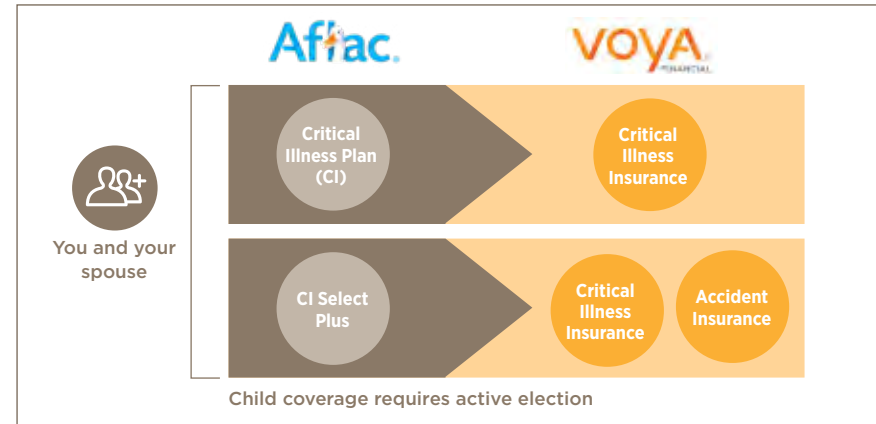 Aflac.
VOYA
FINANCIAL
Critical
Illness Plan
(CI)
Critical
Illness
Insurance
You and your
spouse
CI Select
Plus
Critical
Illness
Insurance
Accident
Insurance
Child coverage requires active election